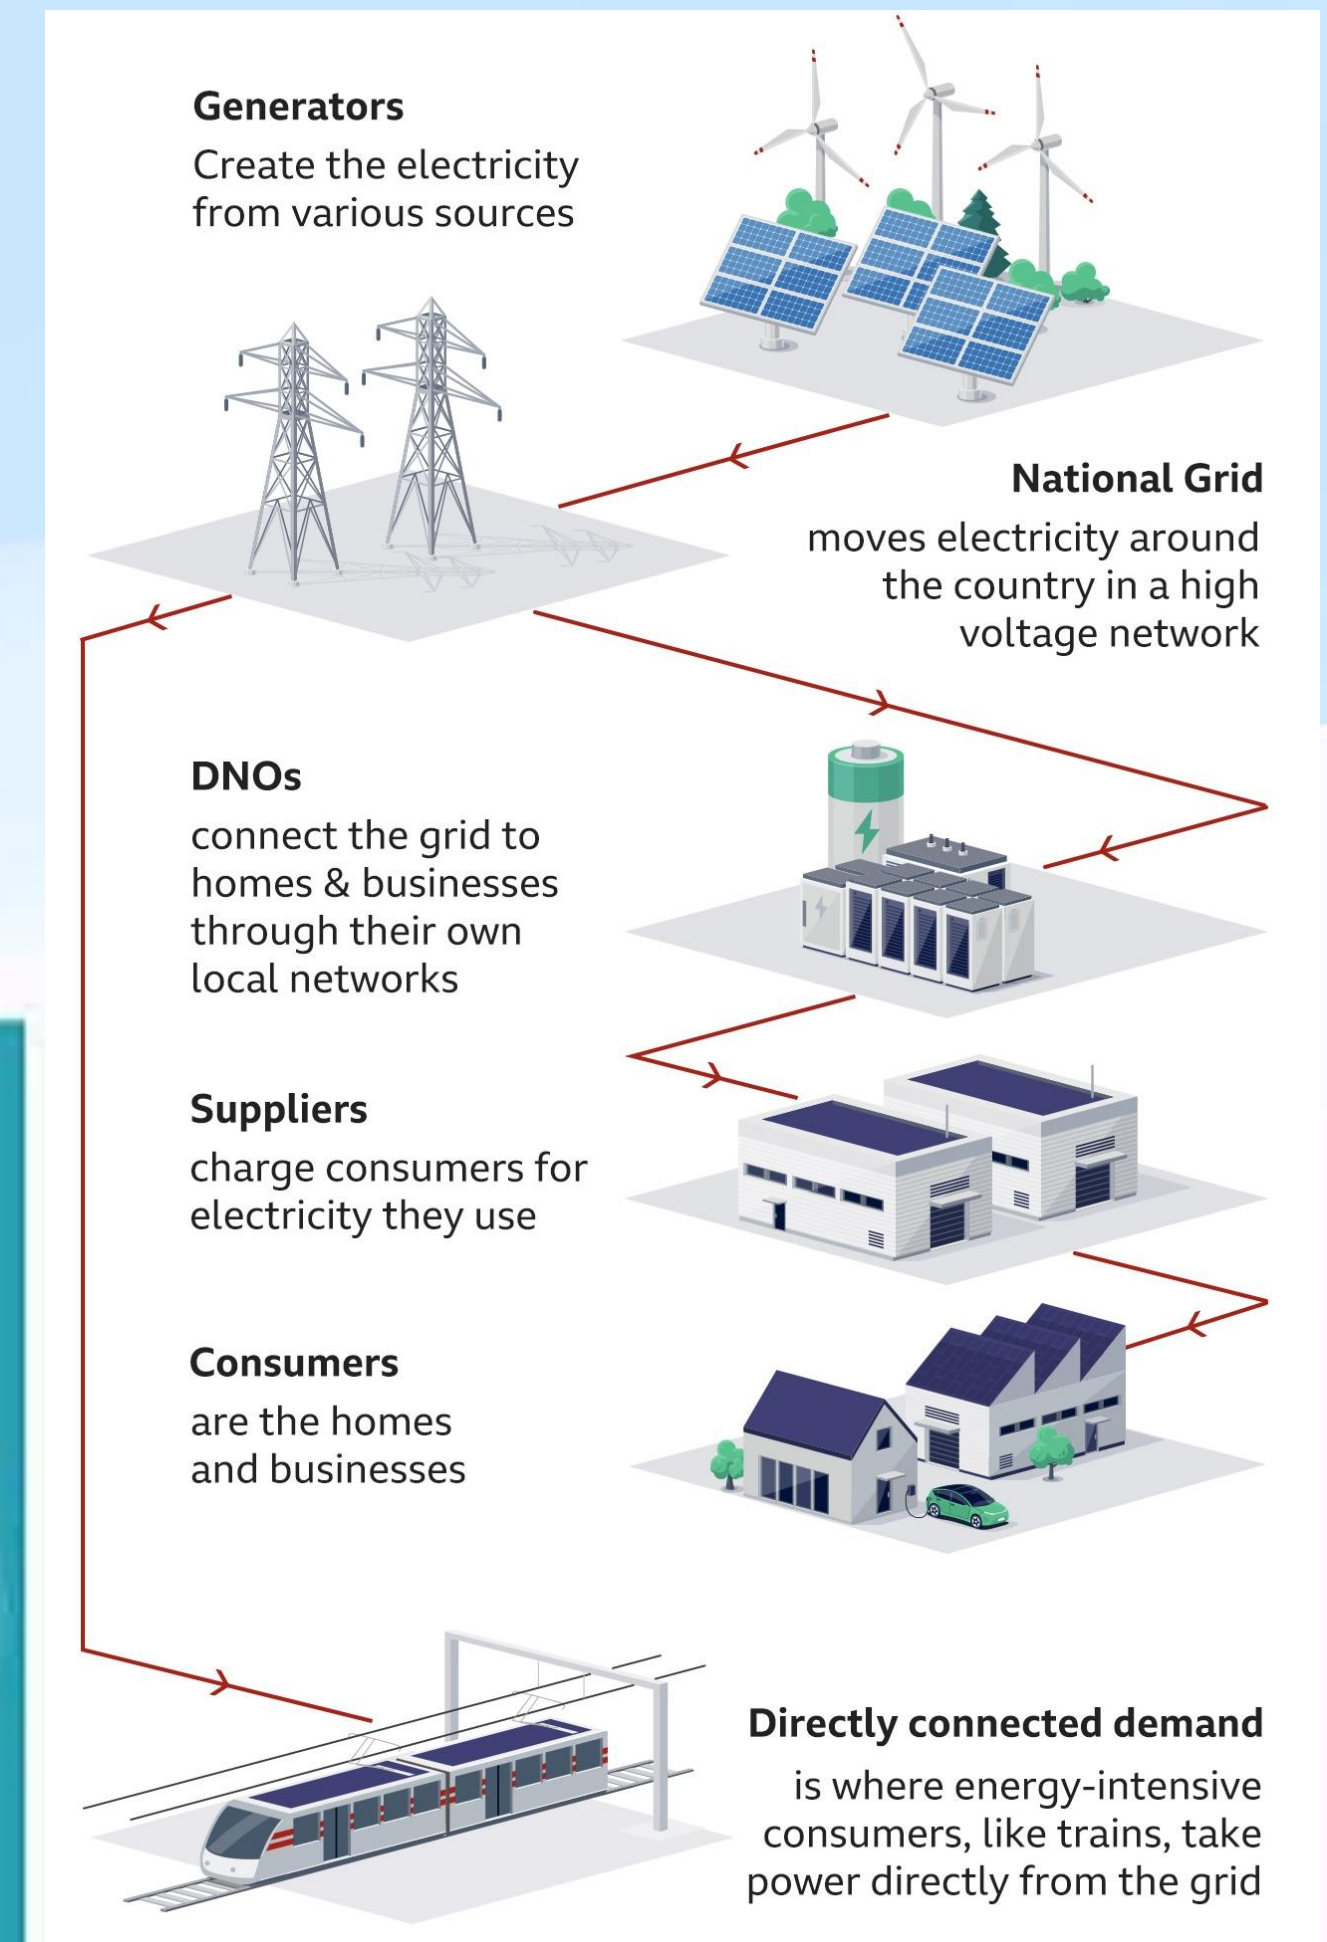 Generators
Create the electricity
from various sources
National Grid
moves electricity around
the country in a high
voltage network
DNOs
connect the grid to
homes & businesses
through their own
local networks
Suppliers
charge consumers for
electricity they use
Consumers
are the homes
and businesses
Directly connected demand
is where energy-intensive
consumers, like trains, take
power directly from the grid